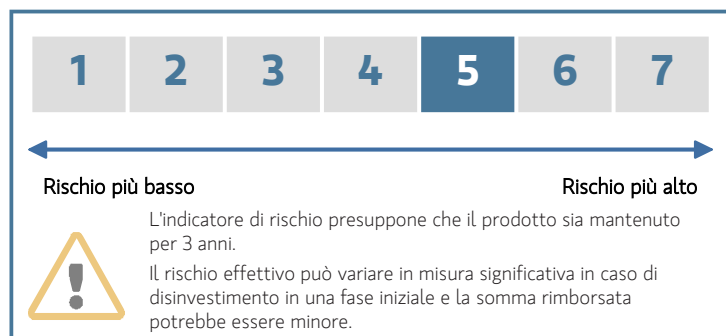 1 2 3 4 5 6 7
Rischio più basso Rischio più alto
L'indicatore di rischio presuppone che il prodotto sia mantenuto
per 3 anni.
Il rischio effettivo può variare in misura significativa in caso di
disinvestimento in una fase iniziale e la somma rimborsata
potrebbe essere minore.